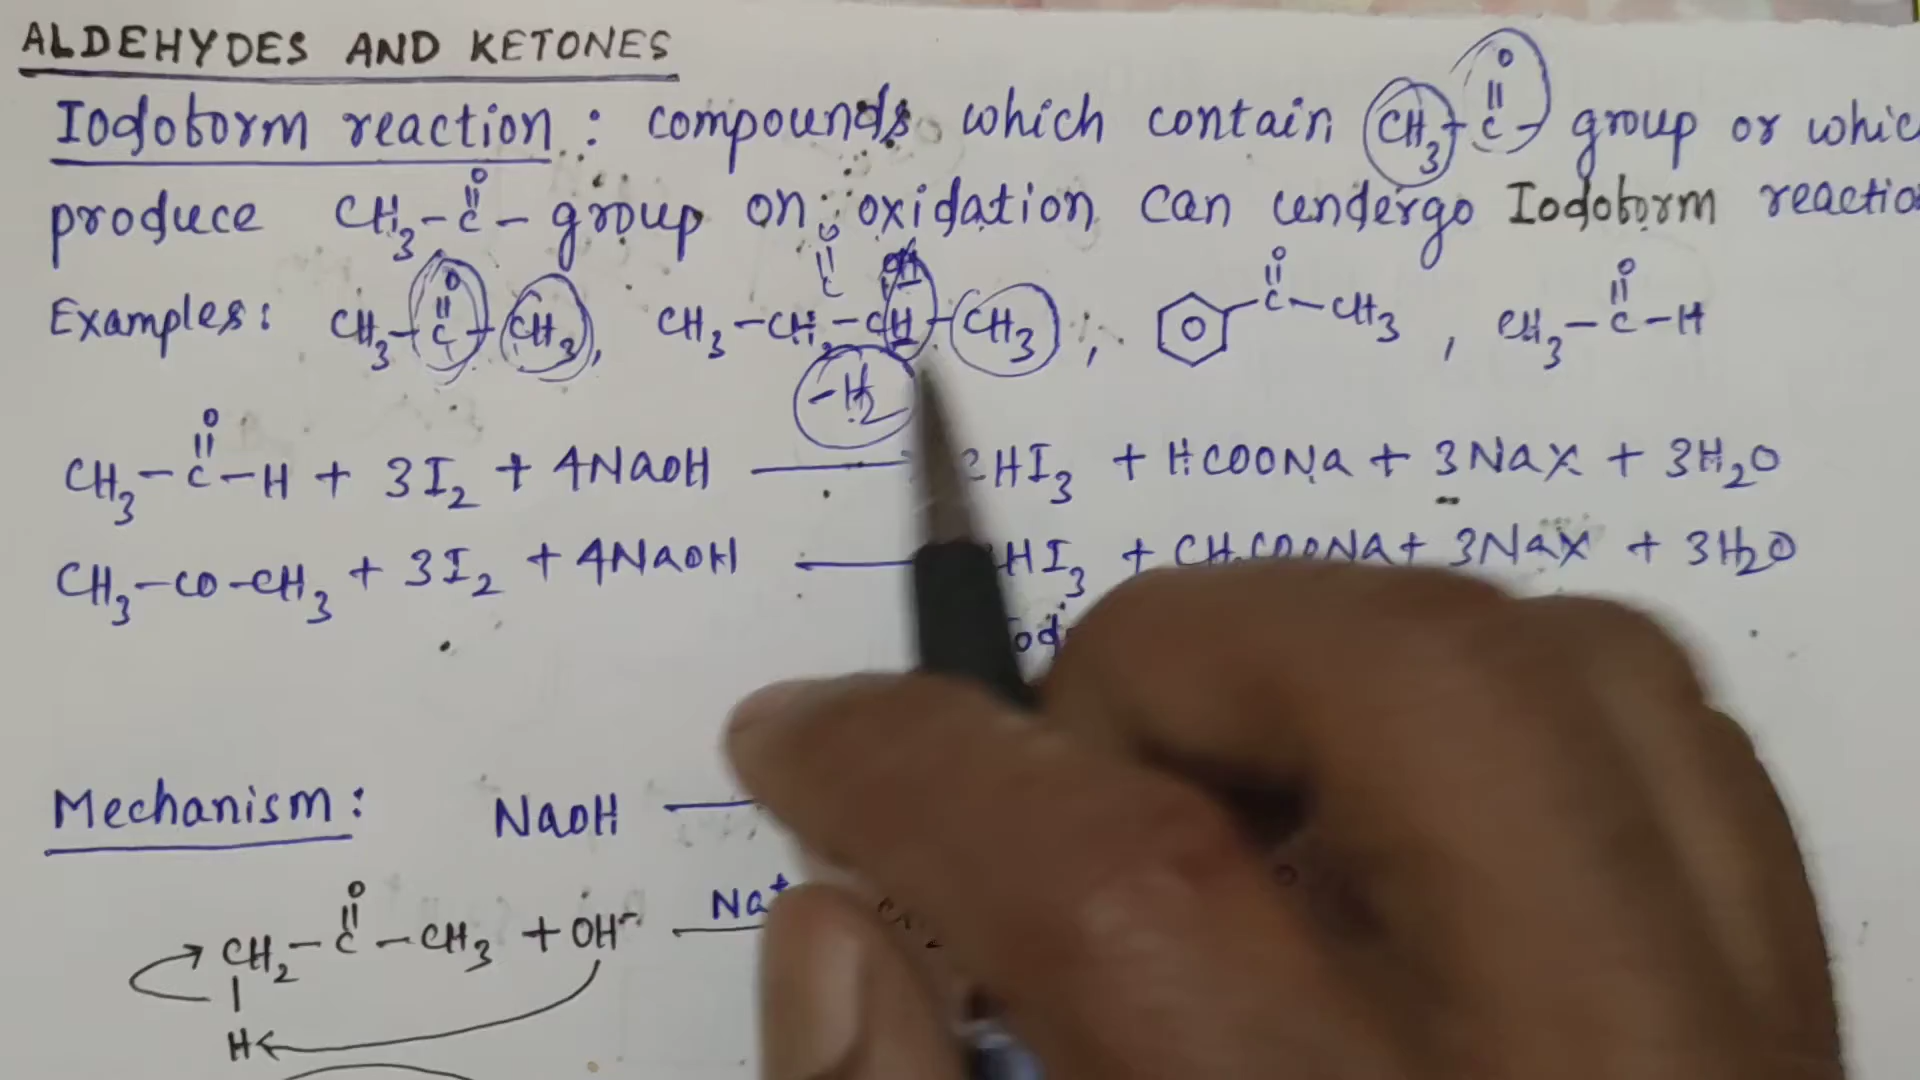 ALDEHYDES AND KETONES
Iodoform reaction : compounds which contain CH3-C(=O)- group or whic
produce CH3-C(=O)- group on oxidation can undergo Iodoform reactio
Examples: CH3-C(=O)-CH3, CH3-CH2-CH(OH)-CH3, C6H5-C(=O)-CH3, CH3-C(=O)-H
-H2
CH3-C(=O)-H + 3I2 + 4NaOH → CHI3 + HCOONa + 3NaX + 3H2O
CH3-CO-CH3 + 3I2 + 4NaOH → HI3 + CH3COONa + 3NaX + 3H2O
Mechanism: NaOH →
CH2-C(=O)-CH3 + OH- → Na+
H